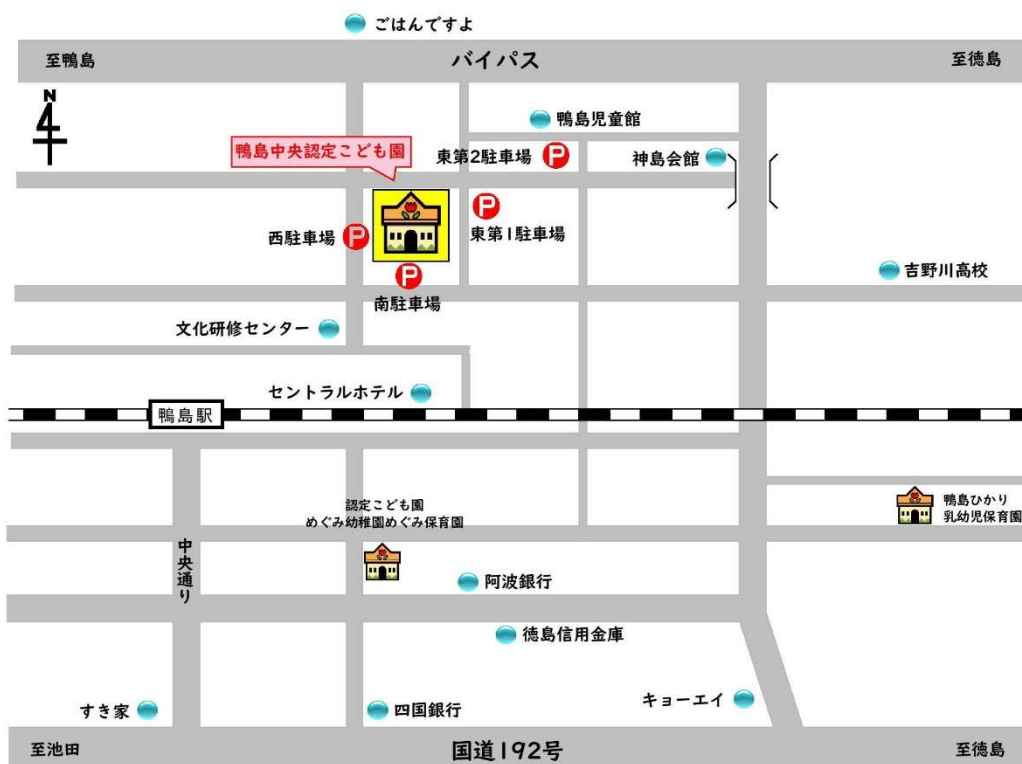 ごはんですよ
至鴨島
バイパス
至徳島
N
鴨島児童館
鴨島中央認定こども園
東第2駐車場
P
神島会館
P
西駐車場
P
東第1駐車場
P
吉野川高校
南駐車場
文化研修センター
セントラルホテル
鴨島駅
認定こども園
めぐみ幼稚園めぐみ保育園
鴨島ひかり
乳幼児保育園
中央通り
阿波銀行
徳島信用金庫
すき家
四国銀行
キョーエイ
至池田
国道192号
至徳島